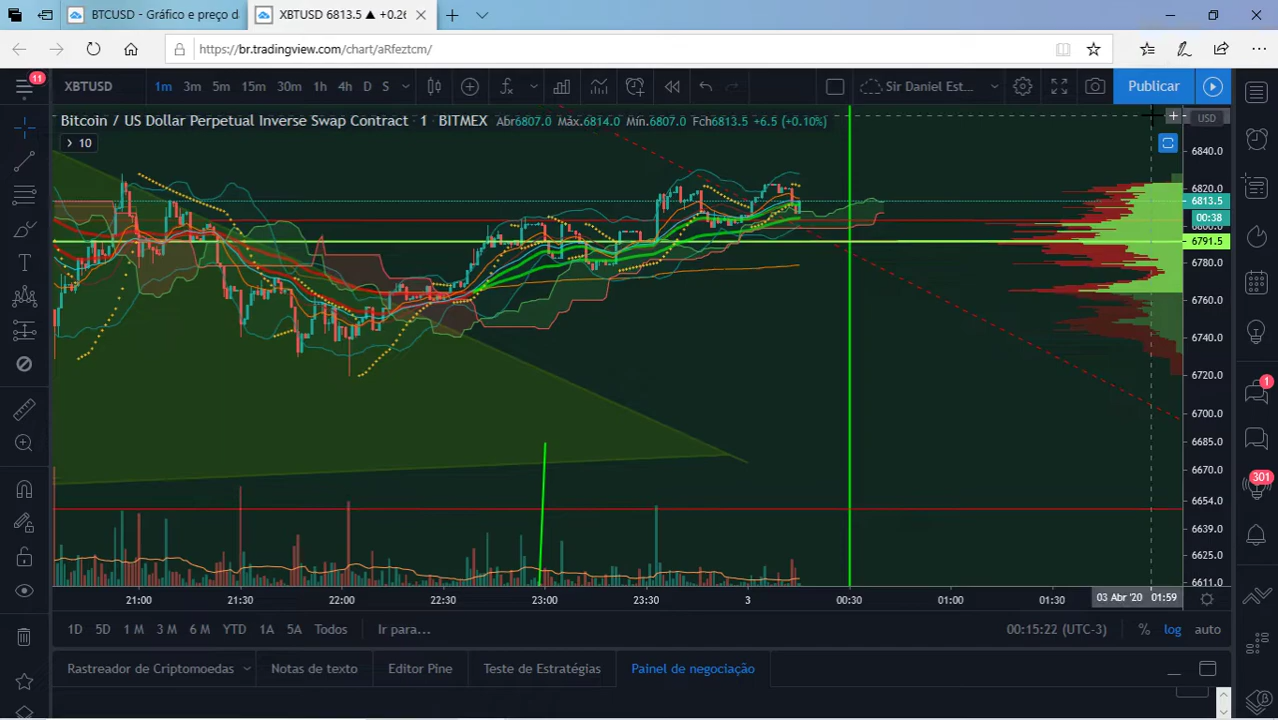 BTCUSD - Gráfico e preço d
XBTUSD 6813.5 ▲ +0.26
https://br.tradingview.com/chart/aRfeztcm/
11
XBTUSD
1m 3m 5m 15m 30m 1h 4h D S
Sir Daniel Est...
Publicar
Bitcoin / US Dollar Perpetual Inverse Swap Contract · 1 · BITMEX Abr6807.0 Máx.6814.0 Mín.6807.0 Fch6813.5 +6.5 (+0.10%)
USD
10
6840.0
6820.0
6813.5
00:38
6800.0
6791.5
6780.0
6760.0
6740.0
6720.0
6700.0
6685.0
6670.0
6654.0
6639.0
6625.0
6611.0
1
301
21:00 21:30 22:00 22:30 23:00 23:30 3 00:30 01:00 01:30 03 Abr '20 01:59
1D 5D 1 M 3 M 6 M YTD 1A 5A Todos Ir para... 00:15:22 (UTC-3) % log auto
Rastreador de Criptomoedas Notas de texto Editor Pine Teste de Estratégias Painel de negociação